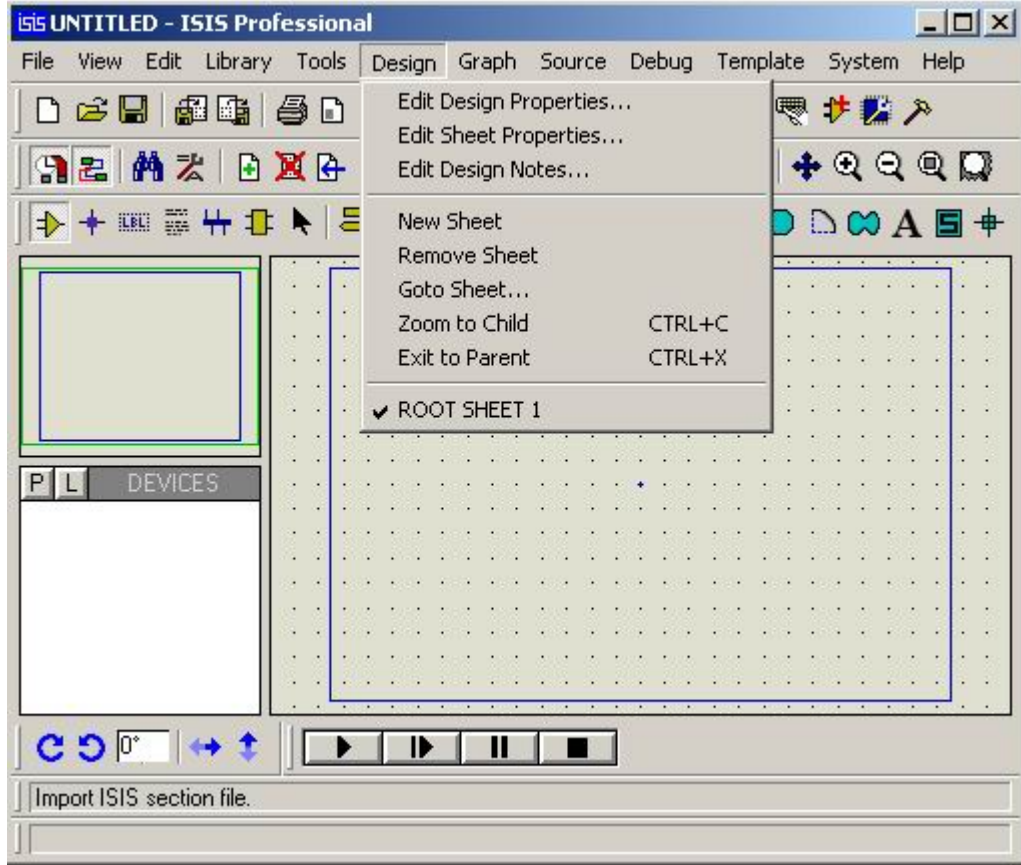 isis UNTITLED - ISIS Professional
File View Edit Library Tools Design Graph Source Debug Template System Help
Edit Design Properties...
Edit Sheet Properties...
Edit Design Notes...
LBL
New Sheet
A S
Remove Sheet
Goto Sheet...
Zoom to Child CTRL+C
Exit to Parent CTRL+X
ROOT SHEET 1
P L DEVICES
0°
Import ISIS section file.